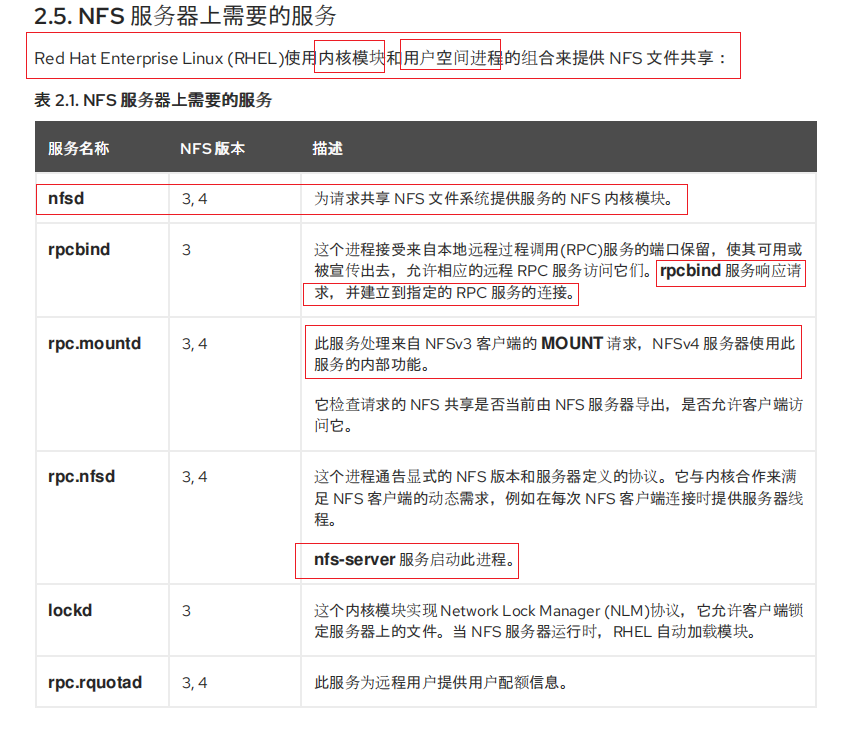 2.5. NFS 服务器上需要的服务
Red Hat Enterprise Linux (RHEL)使用内核模块和用户空间进程的组合来提供 NFS 文件共享：
表 2.1. NFS 服务器上需要的服务
服务名称 NFS 版本 描述
nfsd 3, 4 为请求共享 NFS 文件系统提供服务的 NFS 内核模块。
rpcbind 3 这个进程接受来自本地远程过程调用(RPC)服务的端口保留，使其可用或
被宣传出去，允许相应的远程 RPC 服务访问它们。rpcbind 服务响应请
求，并建立到指定的 RPC 服务的连接。
rpc.mountd 3, 4 此服务处理来自 NFSv3 客户端的 MOUNT 请求，NFSv4 服务器使用此
服务的内部功能。
它检查请求的 NFS 共享是否当前由 NFS 服务器导出，是否允许客户端访
问它。
rpc.nfsd 3, 4 这个进程通告显式的 NFS 版本和服务器定义的协议。它与内核合作来满
足 NFS 客户端的动态需求，例如在每次 NFS 客户端连接时提供服务器线
程。
nfs-server 服务启动此进程。
lockd 3 这个内核模块实现 Network Lock Manager (NLM)协议，它允许客户端锁
定服务器上的文件。当 NFS 服务器运行时，RHEL 自动加载模块。
rpc.rquotad 3, 4 此服务为远程用户提供用户配额信息。